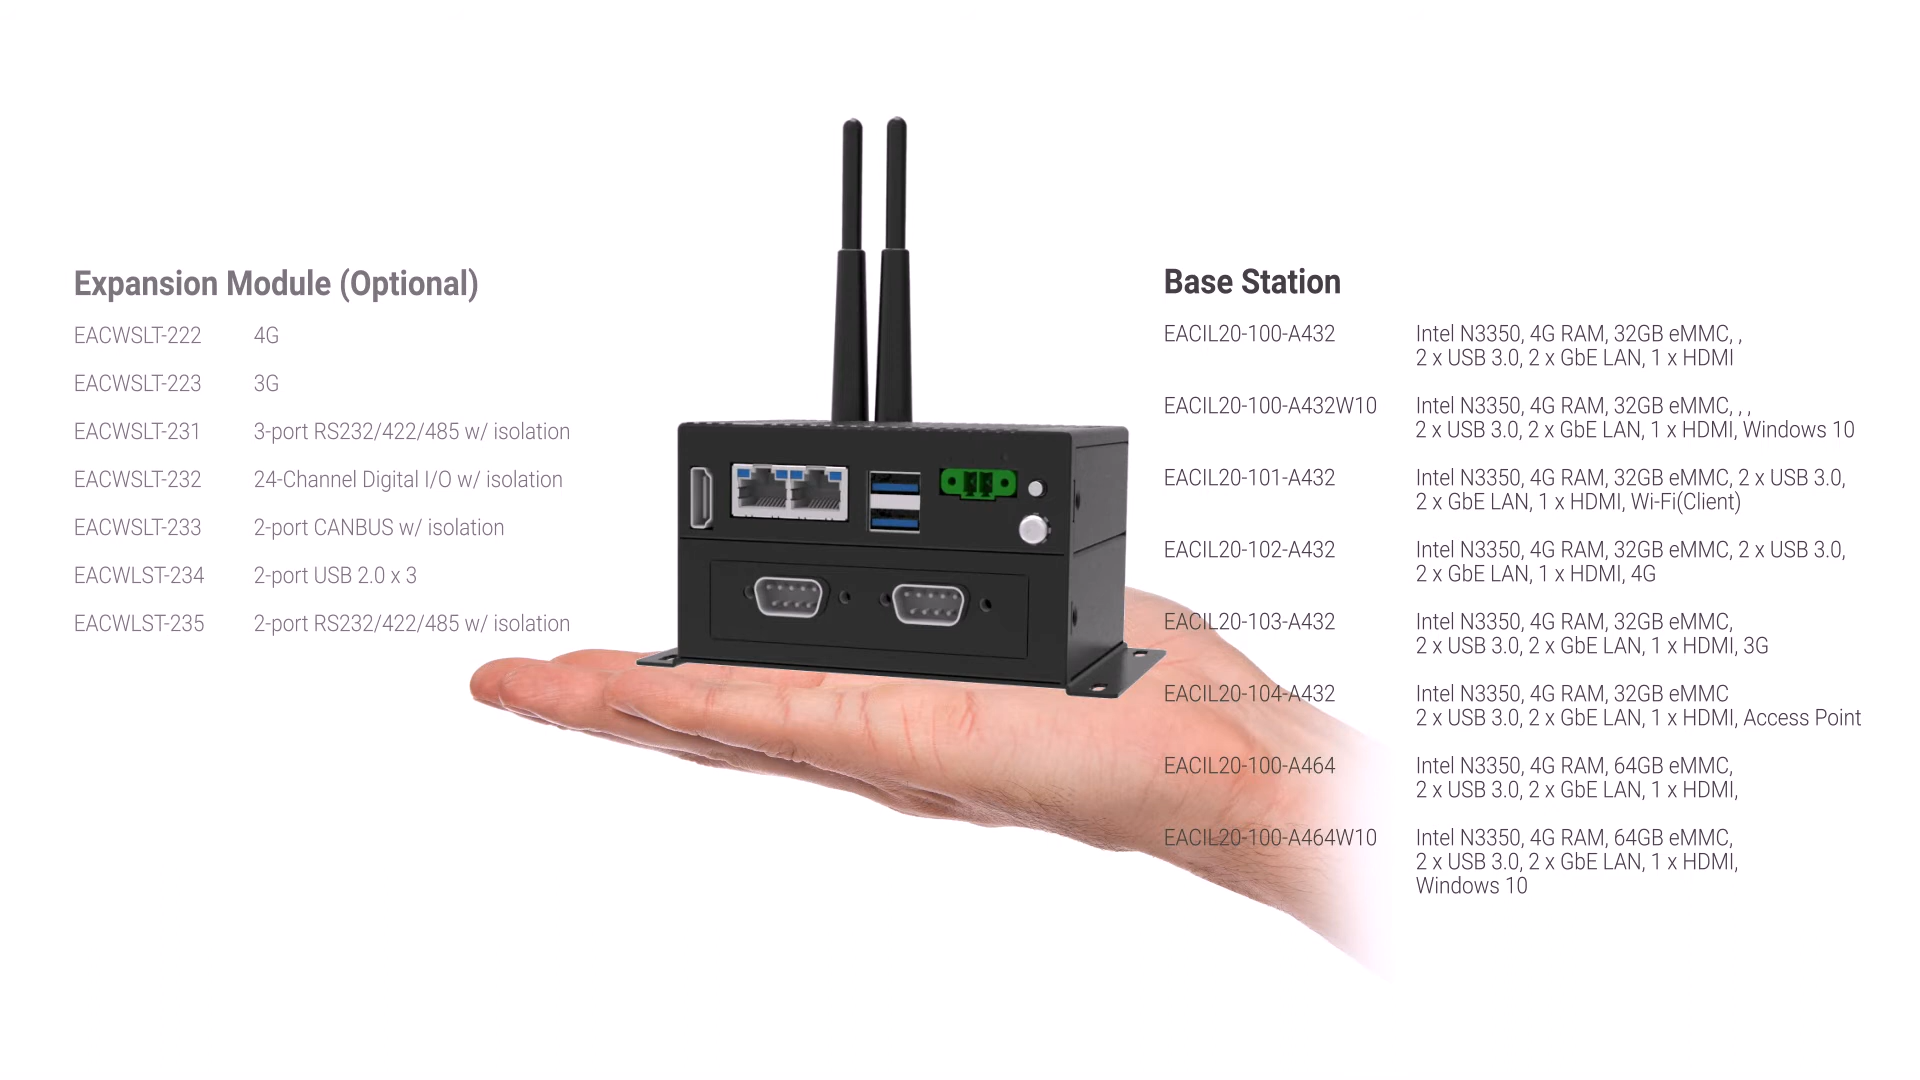 Expansion Module (Optional)
EACWSLT-222 4G
EACWSLT-223 3G
EACWSLT-231 3-port RS232/422/485 w/ isolation
EACWSLT-232 24-Channel Digital I/O w/ isolation
EACWSLT-233 2-port CANBUS w/ isolation
EACWLST-234 2-port USB 2.0 x 3
EACWLST-235 2-port RS232/422/485 w/ isolation
Base Station
EACIL20-100-A432 Intel N3350, 4G RAM, 32GB eMMC, ,
2 x USB 3.0, 2 x GbE LAN, 1 x HDMI
EACIL20-100-A432W10 Intel N3350, 4G RAM, 32GB eMMC, , ,
2 x USB 3.0, 2 x GbE LAN, 1 x HDMI, Windows 10
EACIL20-101-A432 Intel N3350, 4G RAM, 32GB eMMC, 2 x USB 3.0,
2 x GbE LAN, 1 x HDMI, Wi-Fi(Client)
EACIL20-102-A432 Intel N3350, 4G RAM, 32GB eMMC, 2 x USB 3.0,
2 x GbE LAN, 1 x HDMI, 4G
EACIL20-103-A432 Intel N3350, 4G RAM, 32GB eMMC,
2 x USB 3.0, 2 x GbE LAN, 1 x HDMI, 3G
EACIL20-104-A432 Intel N3350, 4G RAM, 32GB eMMC
2 x USB 3.0, 2 x GbE LAN, 1 x HDMI, Access Point
EACIL20-100-A464 Intel N3350, 4G RAM, 64GB eMMC,
2 x USB 3.0, 2 x GbE LAN, 1 x HDMI,
EACIL20-100-A464W10 Intel N3350, 4G RAM, 64GB eMMC,
2 x USB 3.0, 2 x GbE LAN, 1 x HDMI,
Windows 10